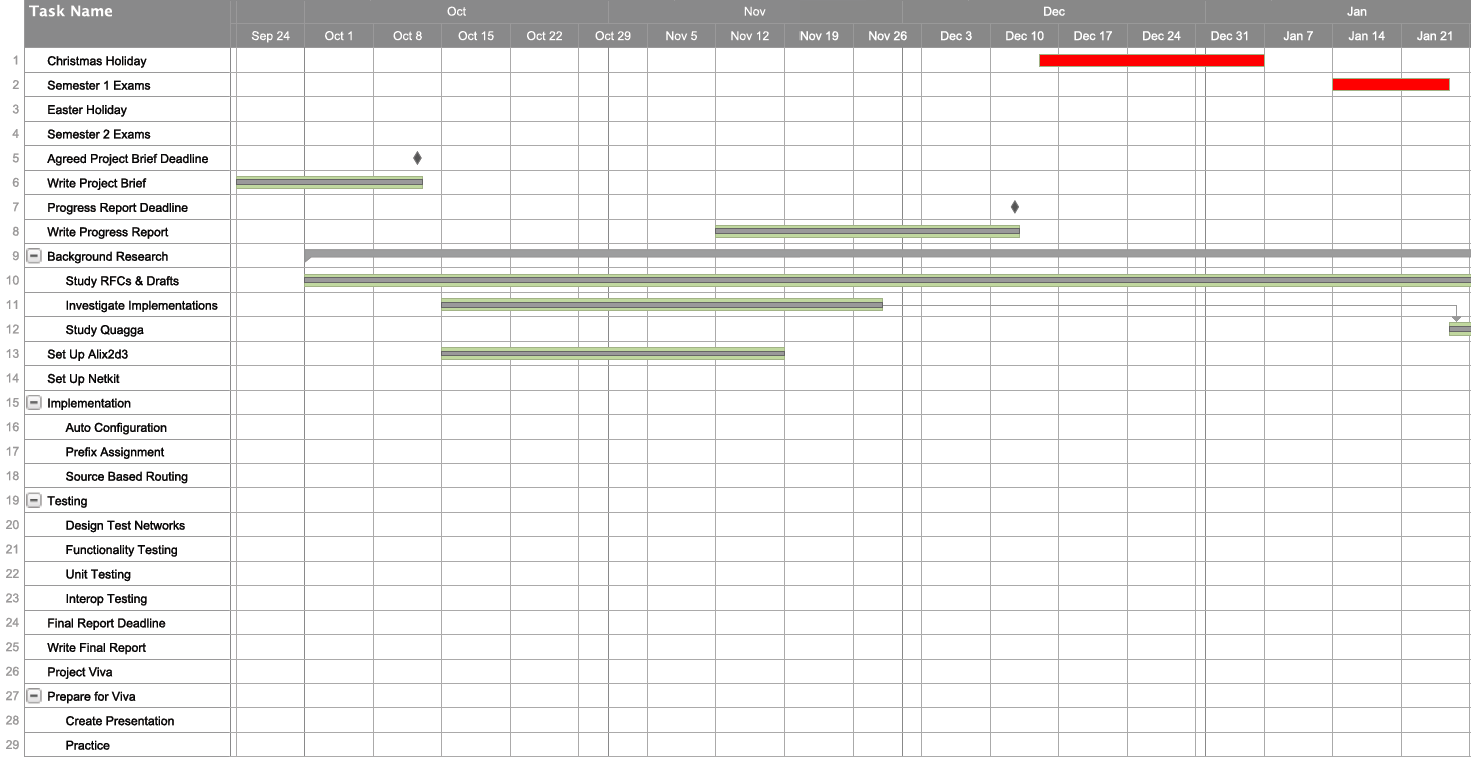 Task Name
Oct Nov Dec Jan
Sep 24 Oct 1 Oct 8 Oct 15 Oct 22 Oct 29 Nov 5 Nov 12 Nov 19 Nov 26 Dec 3 Dec 10 Dec 17 Dec 24 Dec 31 Jan 7 Jan 14 Jan 21
1 Christmas Holiday
2 Semester 1 Exams
3 Easter Holiday
4 Semester 2 Exams
5 Agreed Project Brief Deadline
6 Write Project Brief
7 Progress Report Deadline
8 Write Progress Report
9 Background Research
10 Study RFCs & Drafts
11 Investigate Implementations
12 Study Quagga
13 Set Up Alix2d3
14 Set Up Netkit
15 Implementation
16 Auto Configuration
17 Prefix Assignment
18 Source Based Routing
19 Testing
20 Design Test Networks
21 Functionality Testing
22 Unit Testing
23 Interop Testing
24 Final Report Deadline
25 Write Final Report
26 Project Viva
27 Prepare for Viva
28 Create Presentation
29 Practice